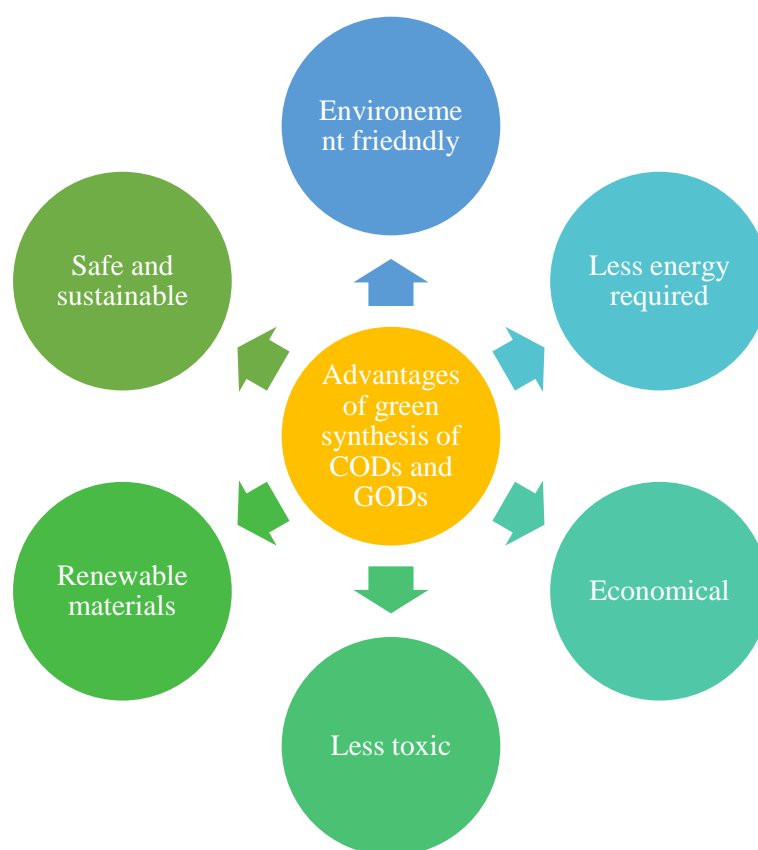 Environeme
nt friedndly
Safe and
sustainable
Less energy
required
Advantages
of green
synthesis of
CODs and
GODs
Renewable
materials
Economical
Less toxic